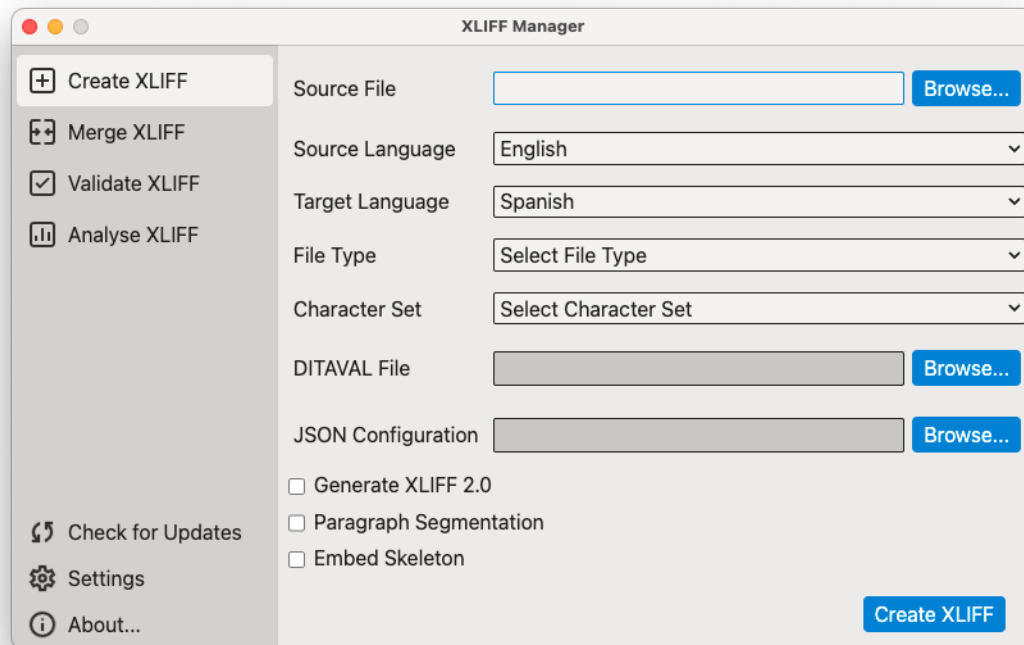 XLIFF Manager
Create XLIFF
Merge XLIFF
Validate XLIFF
Analyse XLIFF
Check for Updates
Settings
About...
Source File
Browse...
Source Language
English
Target Language
Spanish
File Type
Select File Type
Character Set
Select Character Set
DITAVAL File
Browse...
JSON Configuration
Browse...
Generate XLIFF 2.0
Paragraph Segmentation
Embed Skeleton
Create XLIFF